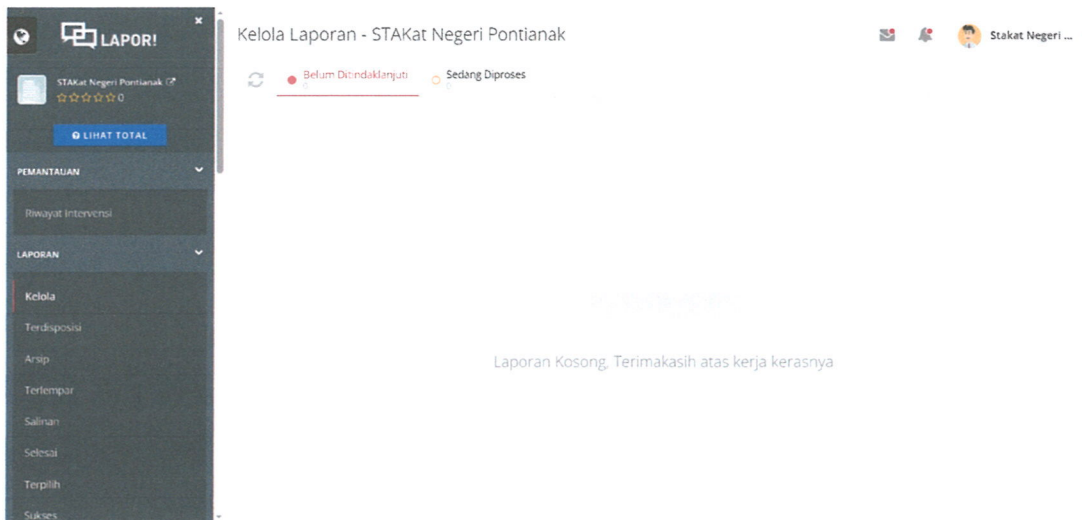 LAPOR!
STAKat Negeri Pontianak
0
LIHAT TOTAL
PEMANTAUAN
Riwayat Intervensi
LAPORAN
Kelola
Terdisposisi
Arsip
Terlempar
Salinan
Selesai
Terpilih
Sukses
Kelola Laporan - STAKat Negeri Pontianak
Stakat Negeri ...
Belum Ditindaklanjuti
0
Sedang Diproses
0
Laporan Kosong, Terimakasih atas kerja kerasnya